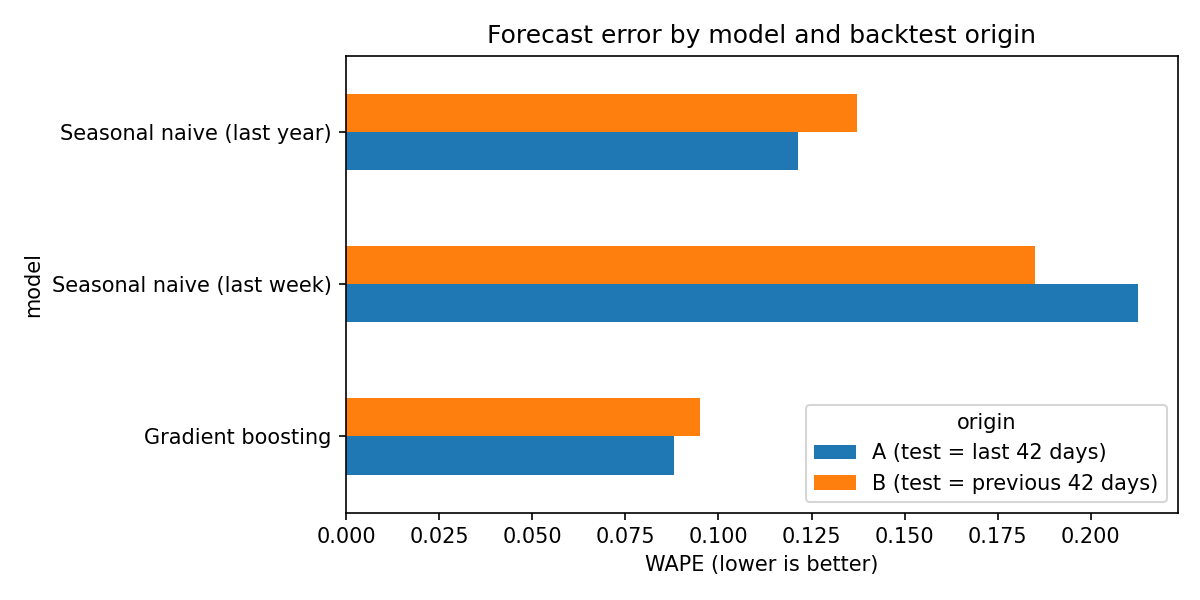 Forecast error by model and backtest origin
model
Seasonal naive (last year)
Seasonal naive (last week)
Gradient boosting
origin
A (test = last 42 days)
B (test = previous 42 days)
0.000 0.025 0.050 0.075 0.100 0.125 0.150 0.175 0.200
WAPE (lower is better)